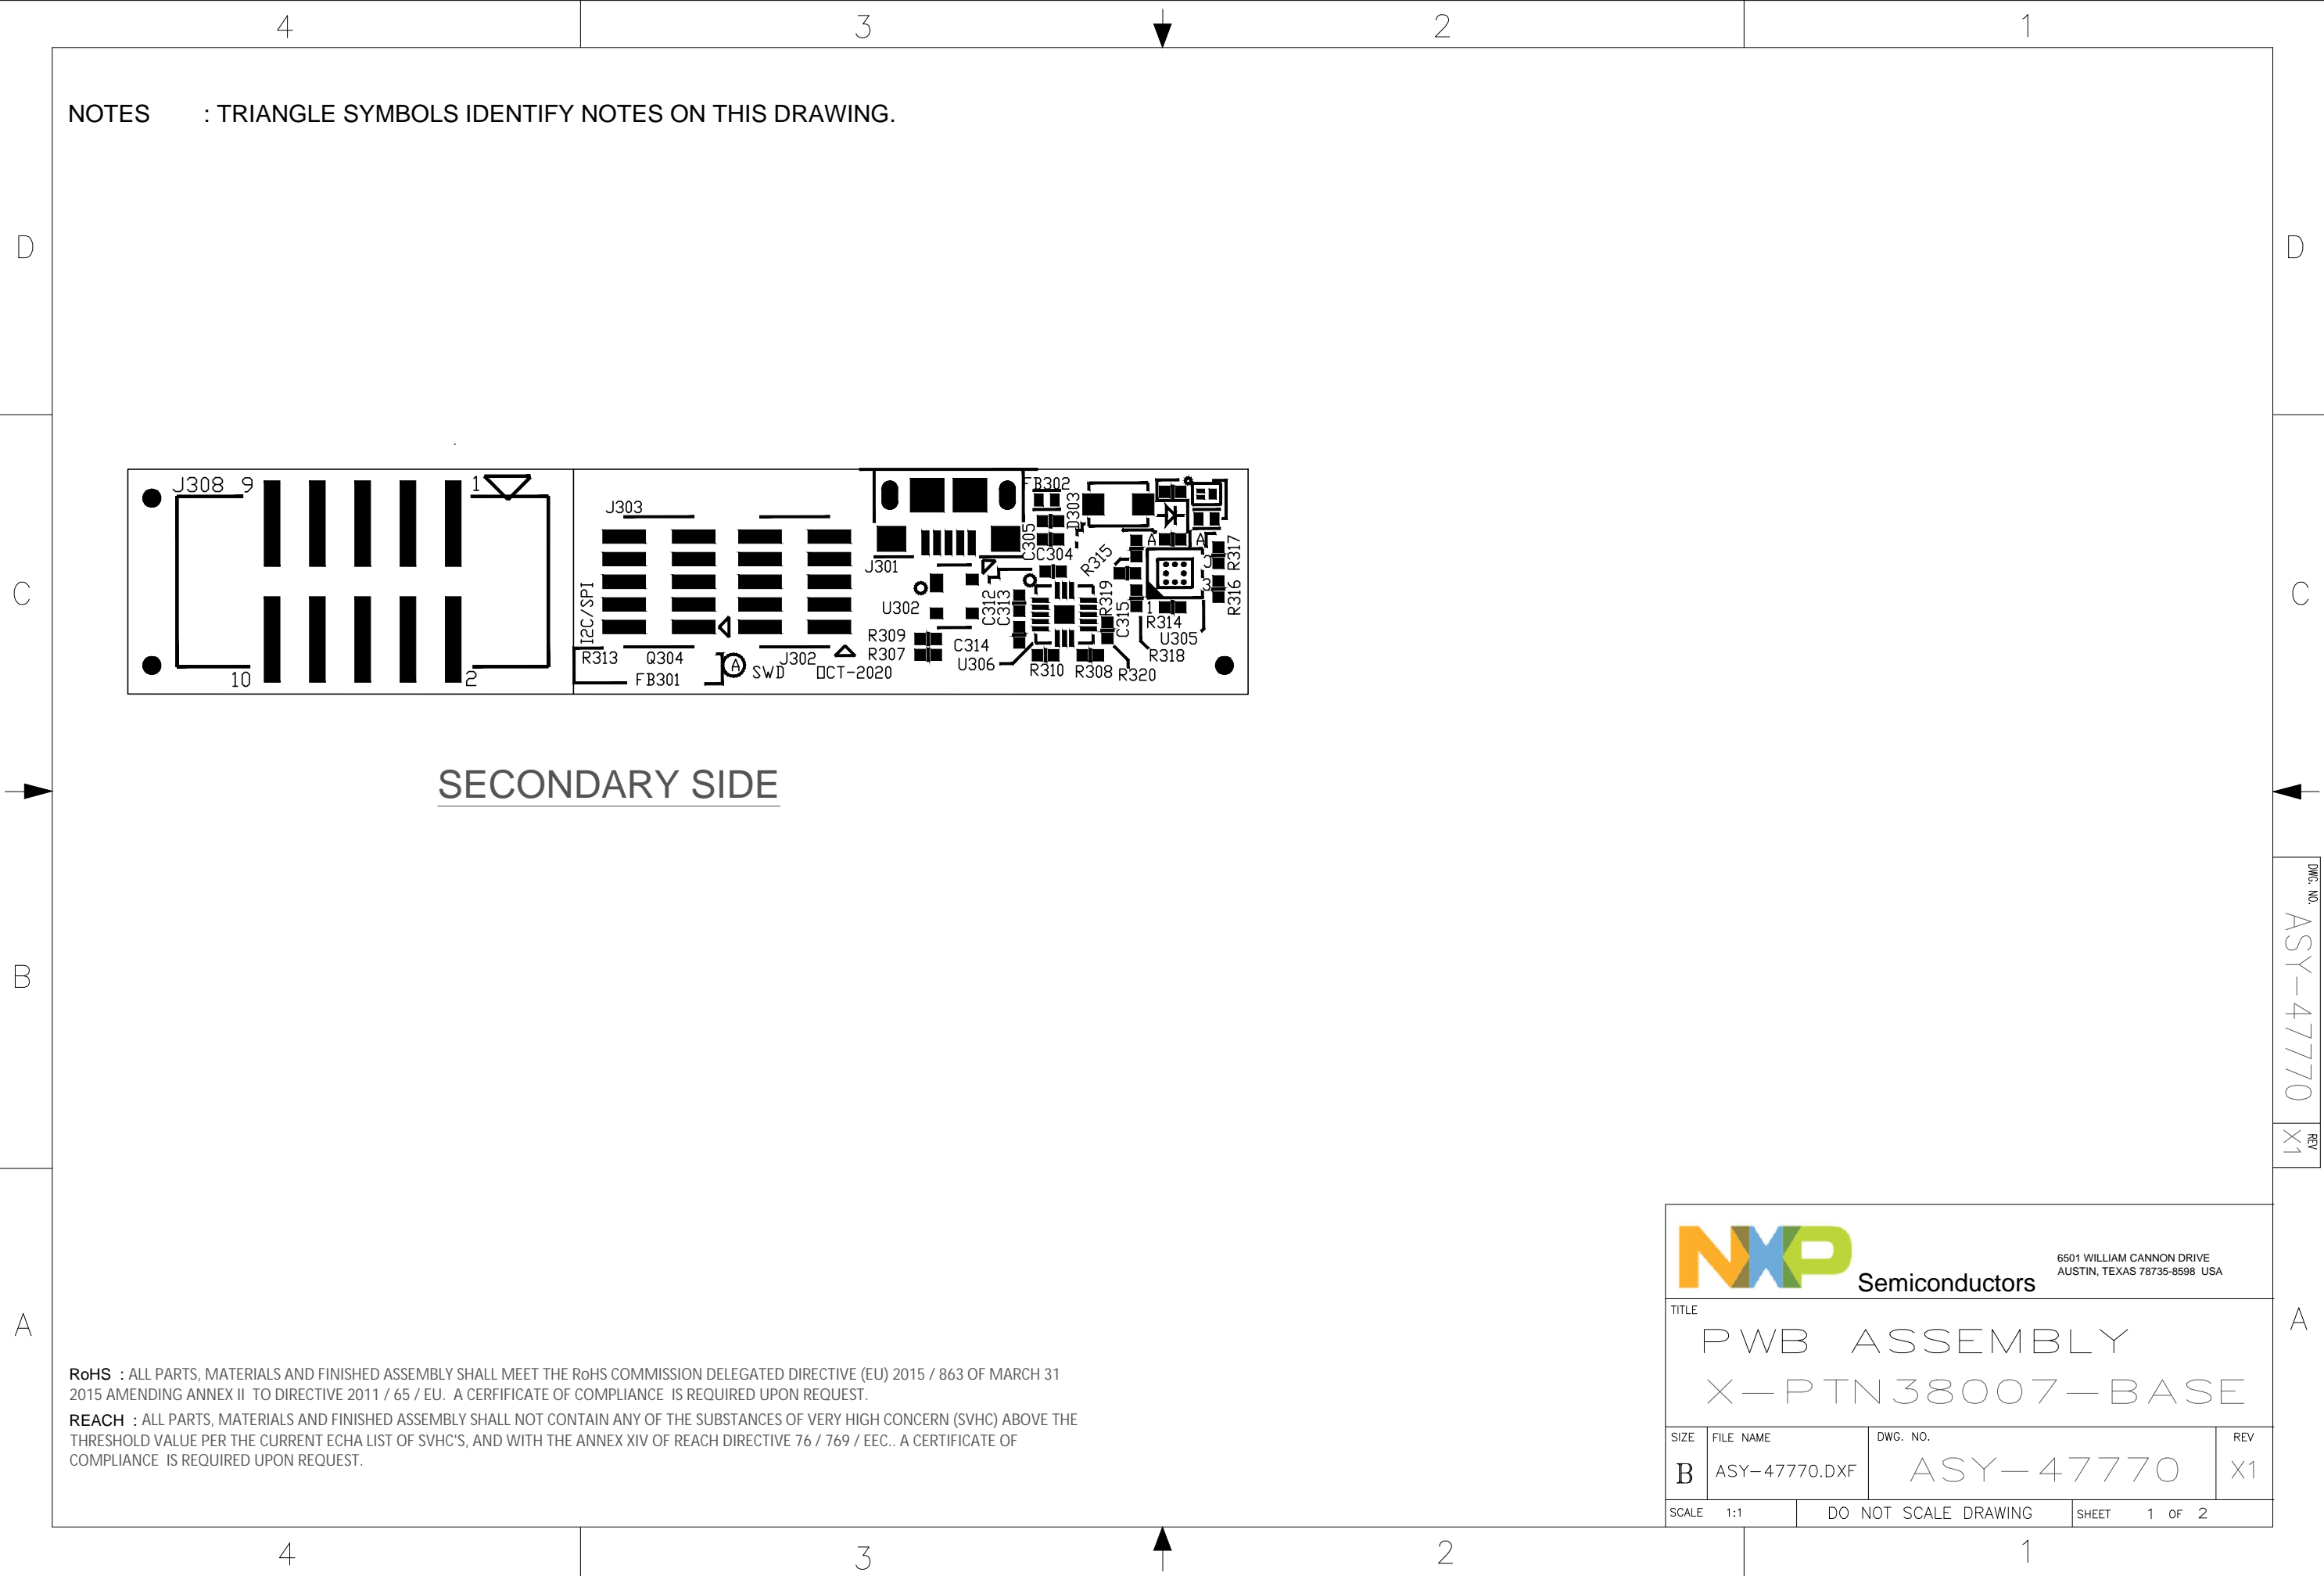 4 3 2 1
NOTES : TRIANGLE SYMBOLS IDENTIFY NOTES ON THIS DRAWING.
D D
J308 9 1
J303
FB302
D303
C305
C304
J301
R315
A A
R317
3
3
R316
I2C/SPI
U302
C312
C313
R319
C315
1
R314
U305
R318
R309
R307
C314
U306
R310 R308 R320
R313 Q304
FB301
A
J302
SWD OCT-2020
10 2
C C
SECONDARY SIDE
B
DWG. NO. ASY-47770 REV X1
NXP Semiconductors
6501 WILLIAM CANNON DRIVE
AUSTIN, TEXAS 78735-8598 USA
A A
TITLE
PWB ASSEMBLY
X-PTN38007-BASE
RoHS : ALL PARTS, MATERIALS AND FINISHED ASSEMBLY SHALL MEET THE RoHS COMMISSION DELEGATED DIRECTIVE (EU) 2015 / 863 OF MARCH 31
2015 AMENDING ANNEX II TO DIRECTIVE 2011 / 65 / EU. A CERFIFICATE OF COMPLIANCE IS REQUIRED UPON REQUEST.
REACH : ALL PARTS, MATERIALS AND FINISHED ASSEMBLY SHALL NOT CONTAIN ANY OF THE SUBSTANCES OF VERY HIGH CONCERN (SVHC) ABOVE THE
THRESHOLD VALUE PER THE CURRENT ECHA LIST OF SVHC'S, AND WITH THE ANNEX XIV OF REACH DIRECTIVE 76 / 769 / EEC.. A CERTIFICATE OF
COMPLIANCE IS REQUIRED UPON REQUEST.
SIZE FILE NAME DWG. NO. REV
B ASY-47770.DXF ASY-47770 X1
SCALE 1:1 DO NOT SCALE DRAWING SHEET 1 OF 2
4 3 2 1